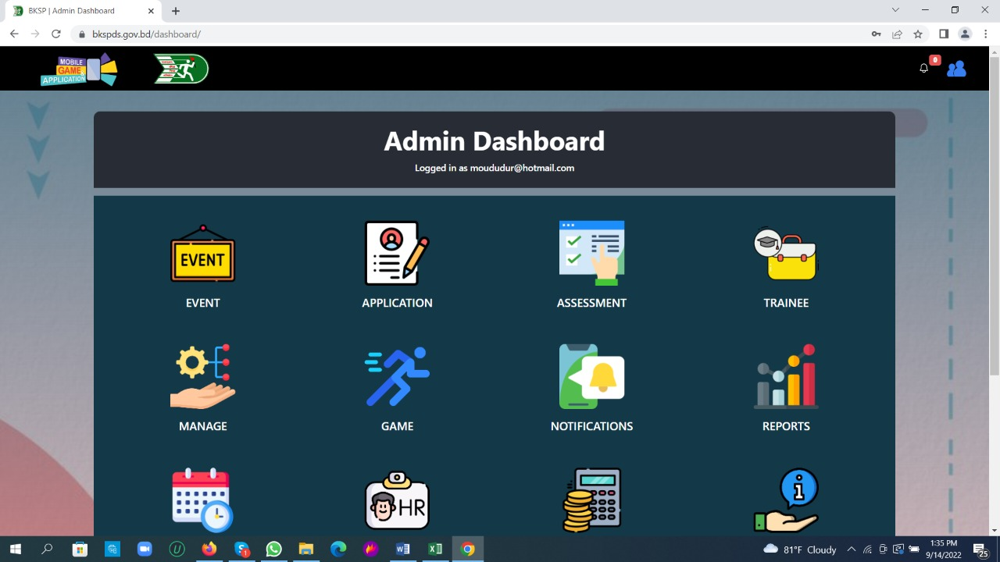 BKSP | Admin Dashboard
bkspds.gov.bd/dashboard/
MOBILE
GAME
APPLICATION
0
Admin Dashboard
Logged in as moududur@hotmail.com
EVENT
EVENT
APPLICATION
ASSESSMENT
TRAINEE
MANAGE
GAME
NOTIFICATIONS
REPORTS
HR
i
1
81°F Cloudy
1:35 PM
9/14/2022
25